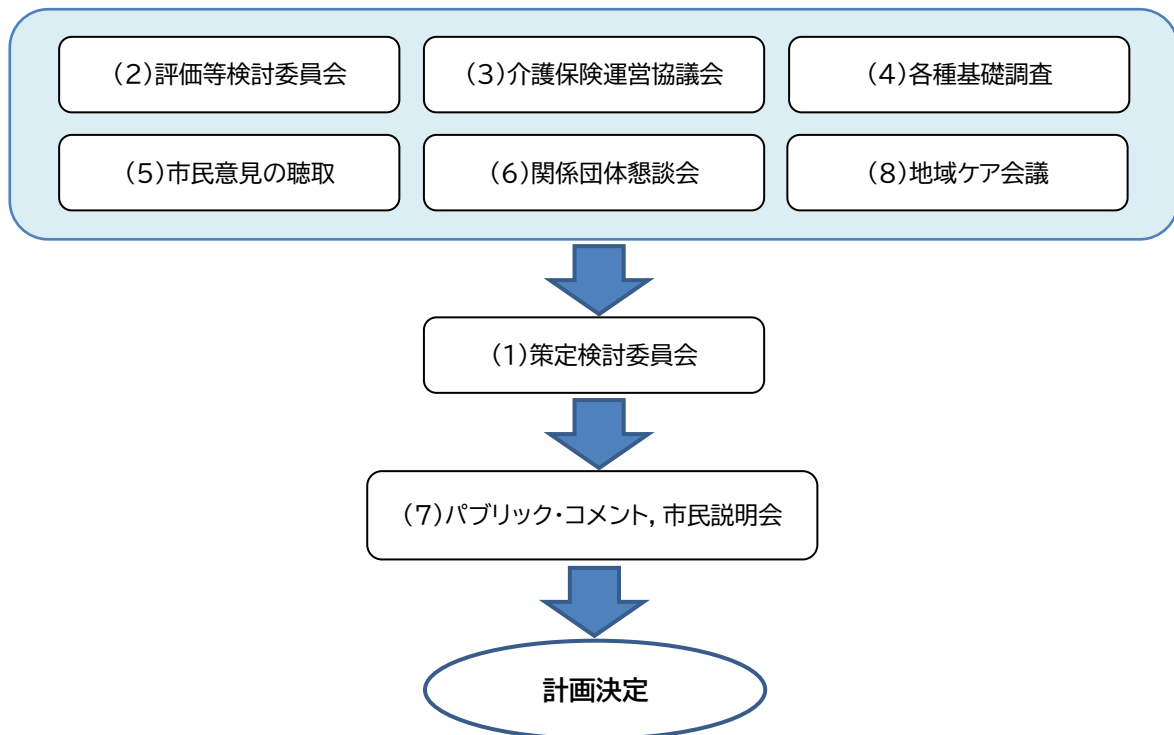 (2)評価等検討委員会
(3)介護保険運営協議会
(4)各種基礎調査
(5)市民意見の聴取
(6)関係団体懇談会
(8)地域ケア会議
(1)策定検討委員会
(7)パブリック・コメント，市民説明会
計画決定